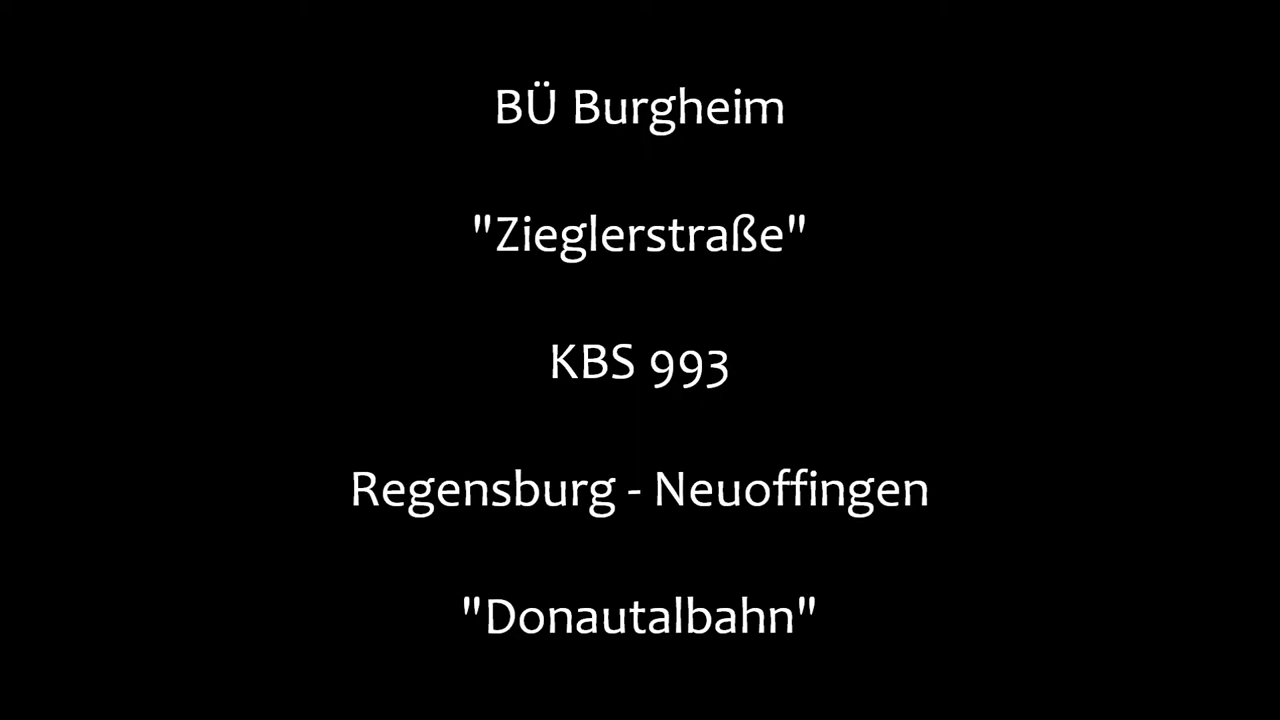 BÜ Burgheim
"Zieglerstraße"
KBS 993
Regensburg - Neuoffingen
"Donautalbahn"